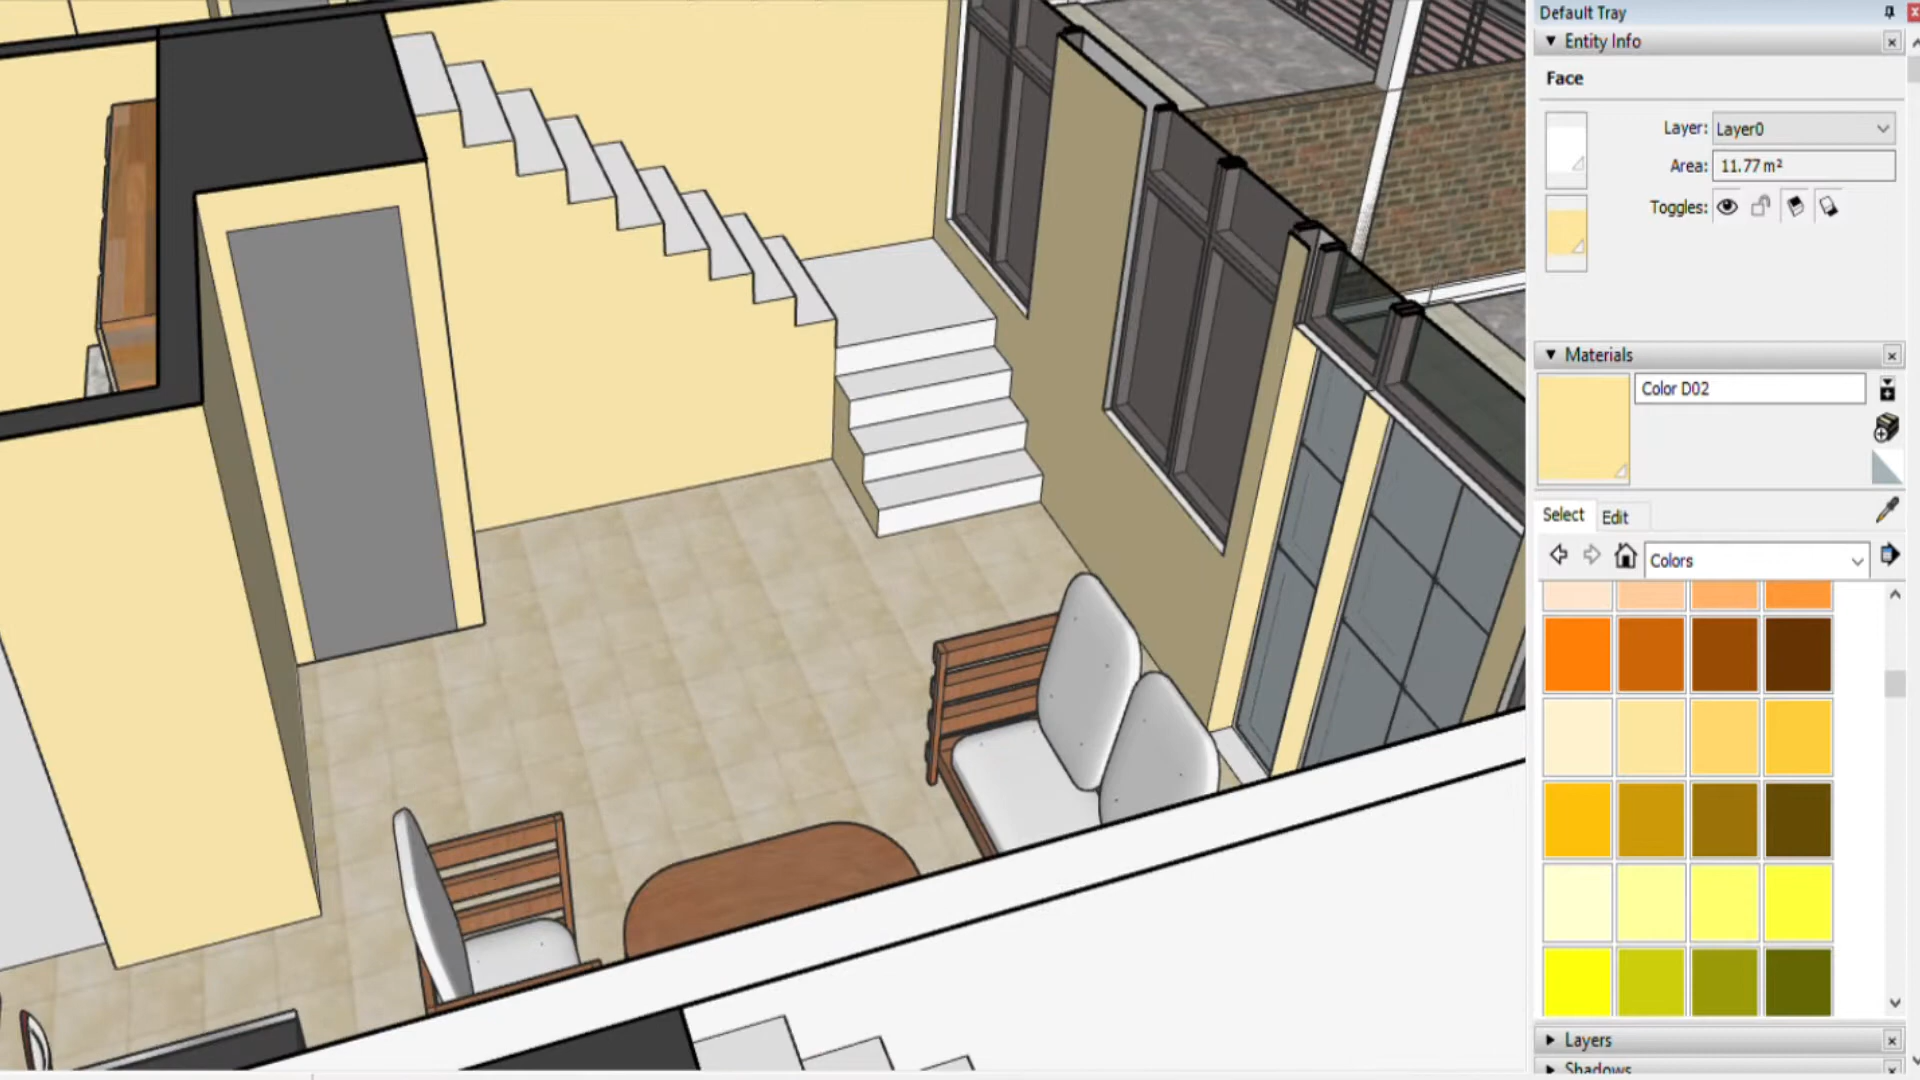 Default Tray
Entity Info
Face
Layer: Layer0
Area: 11.77 m²
Toggles:
Materials
Color D02
Select Edit
Colors
Layers
Shadows